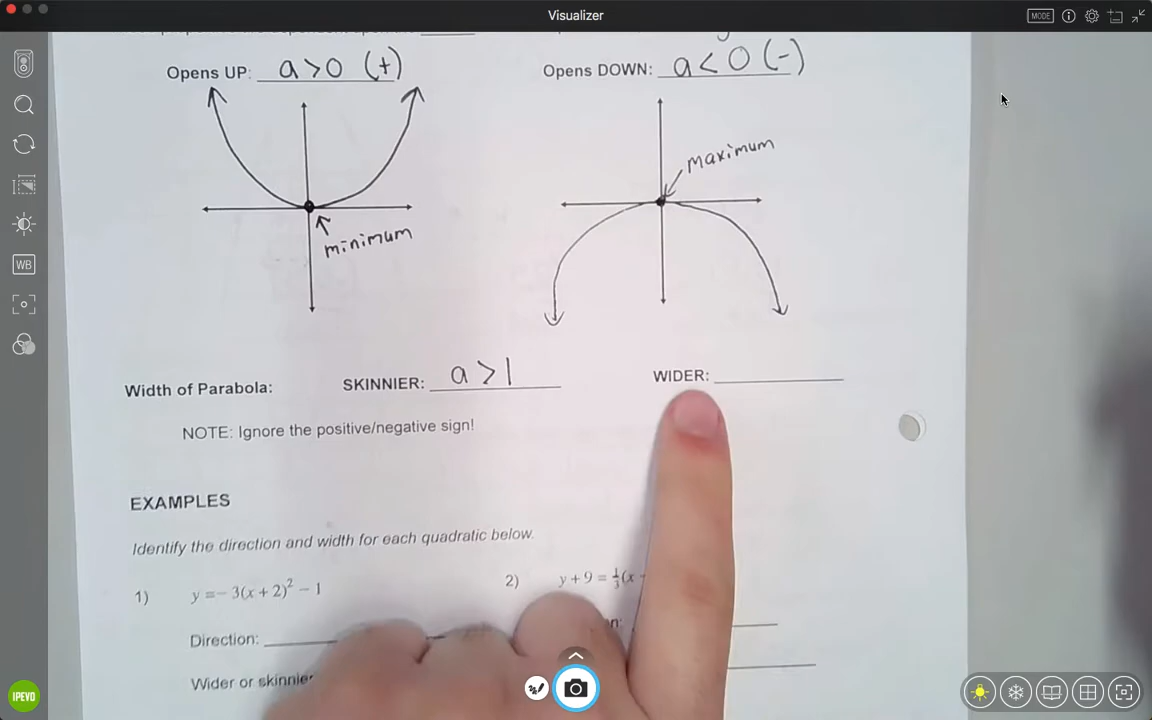 Visualizer
MODE
Opens UP: a > 0 (+)
Opens DOWN: a < 0 (-)
maximum
minimum
WB
Width of Parabola: SKINNIER: a > 1 WIDER:
NOTE: Ignore the positive/negative sign!
EXAMPLES
Identify the direction and width for each quadratic below.
1) y = - 3(x + 2)² - 1
2) y + 9 = 1/3(x -
Direction:
Wider or skinnier
IPEVO